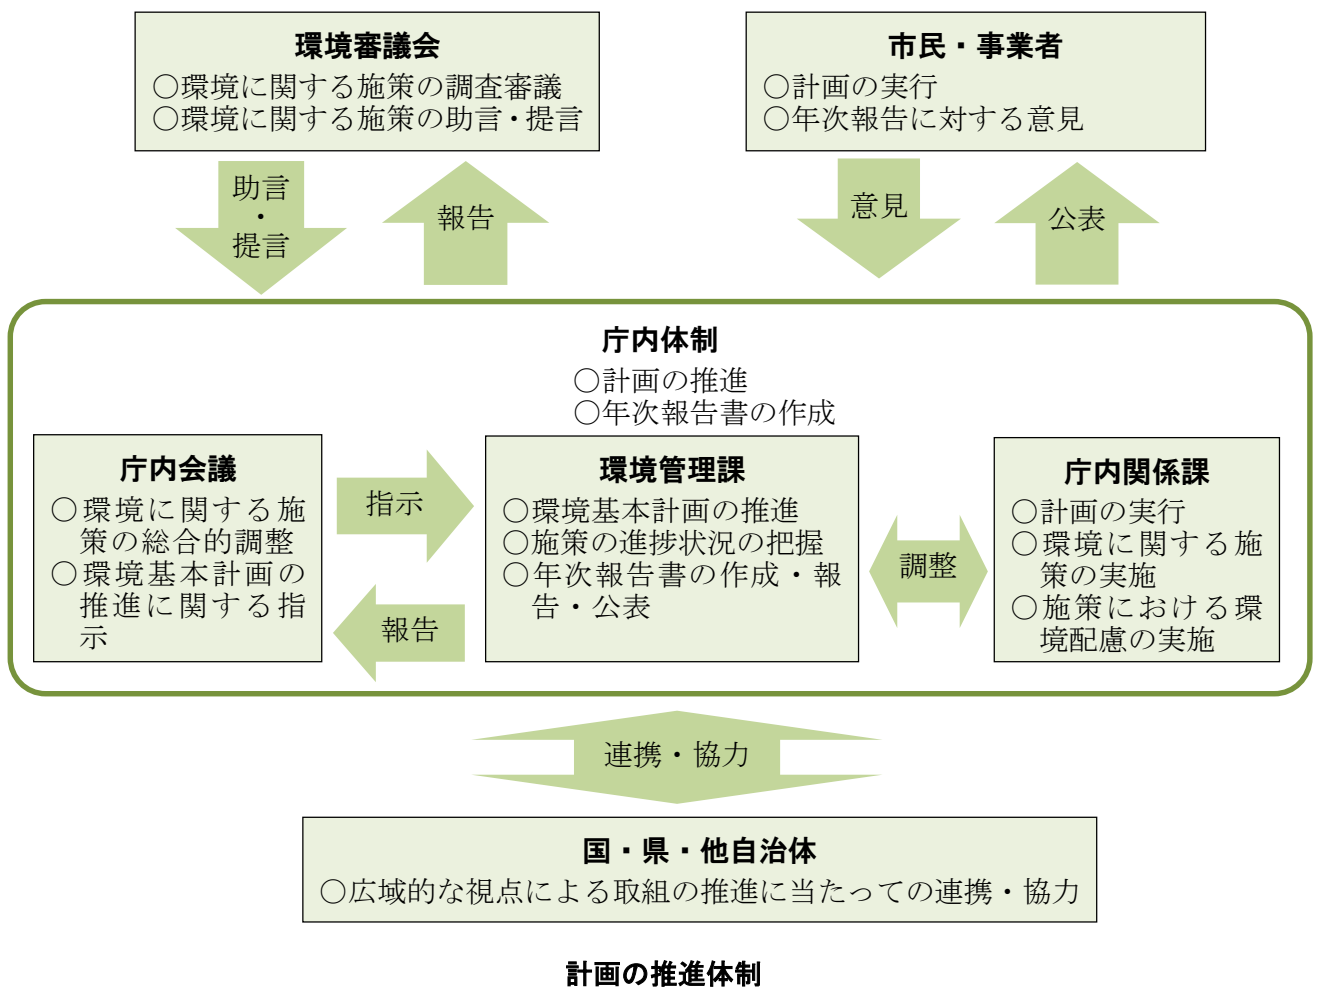 環境審議会
○環境に関する施策の調査審議
○環境に関する施策の助言・提言
市民・事業者
○計画の実行
○年次報告に対する意見
助言
・
提言
報告
意見
公表
庁内体制
○計画の推進
○年次報告書の作成
庁内会議
○環境に関する施
策の総合的調整
○環境基本計画の
推進に関する指
示
指示
報告
環境管理課
○環境基本計画の推進
○施策の進捗状況の把握
○年次報告書の作成・報
告・公表
調整
庁内関係課
○計画の実行
○環境に関する施
策の実施
○施策における環
境配慮の実施
連携・協力
国・県・他自治体
○広域的な視点による取組の推進に当たっての連携・協力
計画の推進体制